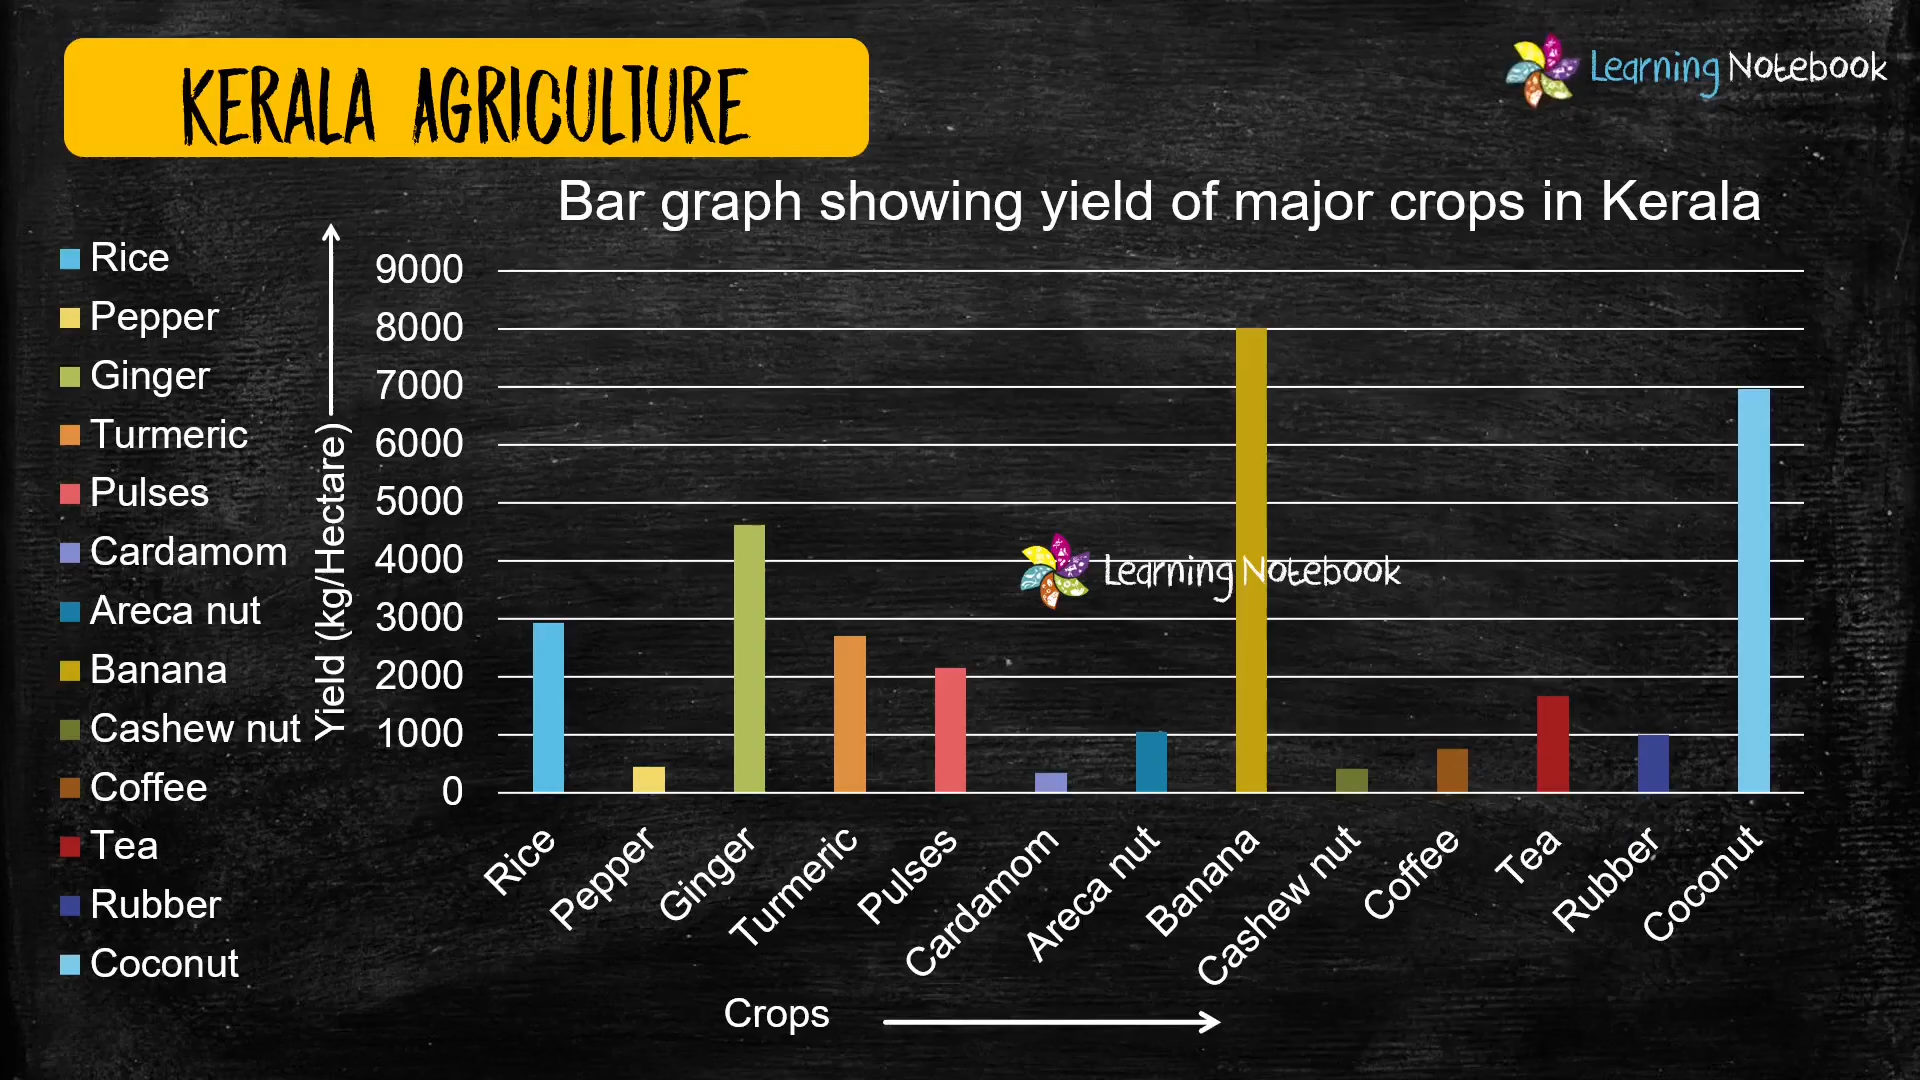 KERALA AGRICULTURE
Learning Notebook
Bar graph showing yield of major crops in Kerala
Rice
Pepper
Ginger
Turmeric
Pulses
Cardamom
Areca nut
Banana
Cashew nut
Coffee
Tea
Rubber
Coconut
Yield (kg/Hectare)
9000
8000
7000
6000
5000
4000
3000
2000
1000
0
Learning Notebook
Rice
Pepper
Ginger
Turmeric
Pulses
Cardamom
Areca nut
Banana
Cashew nut
Coffee
Tea
Rubber
Coconut
Crops